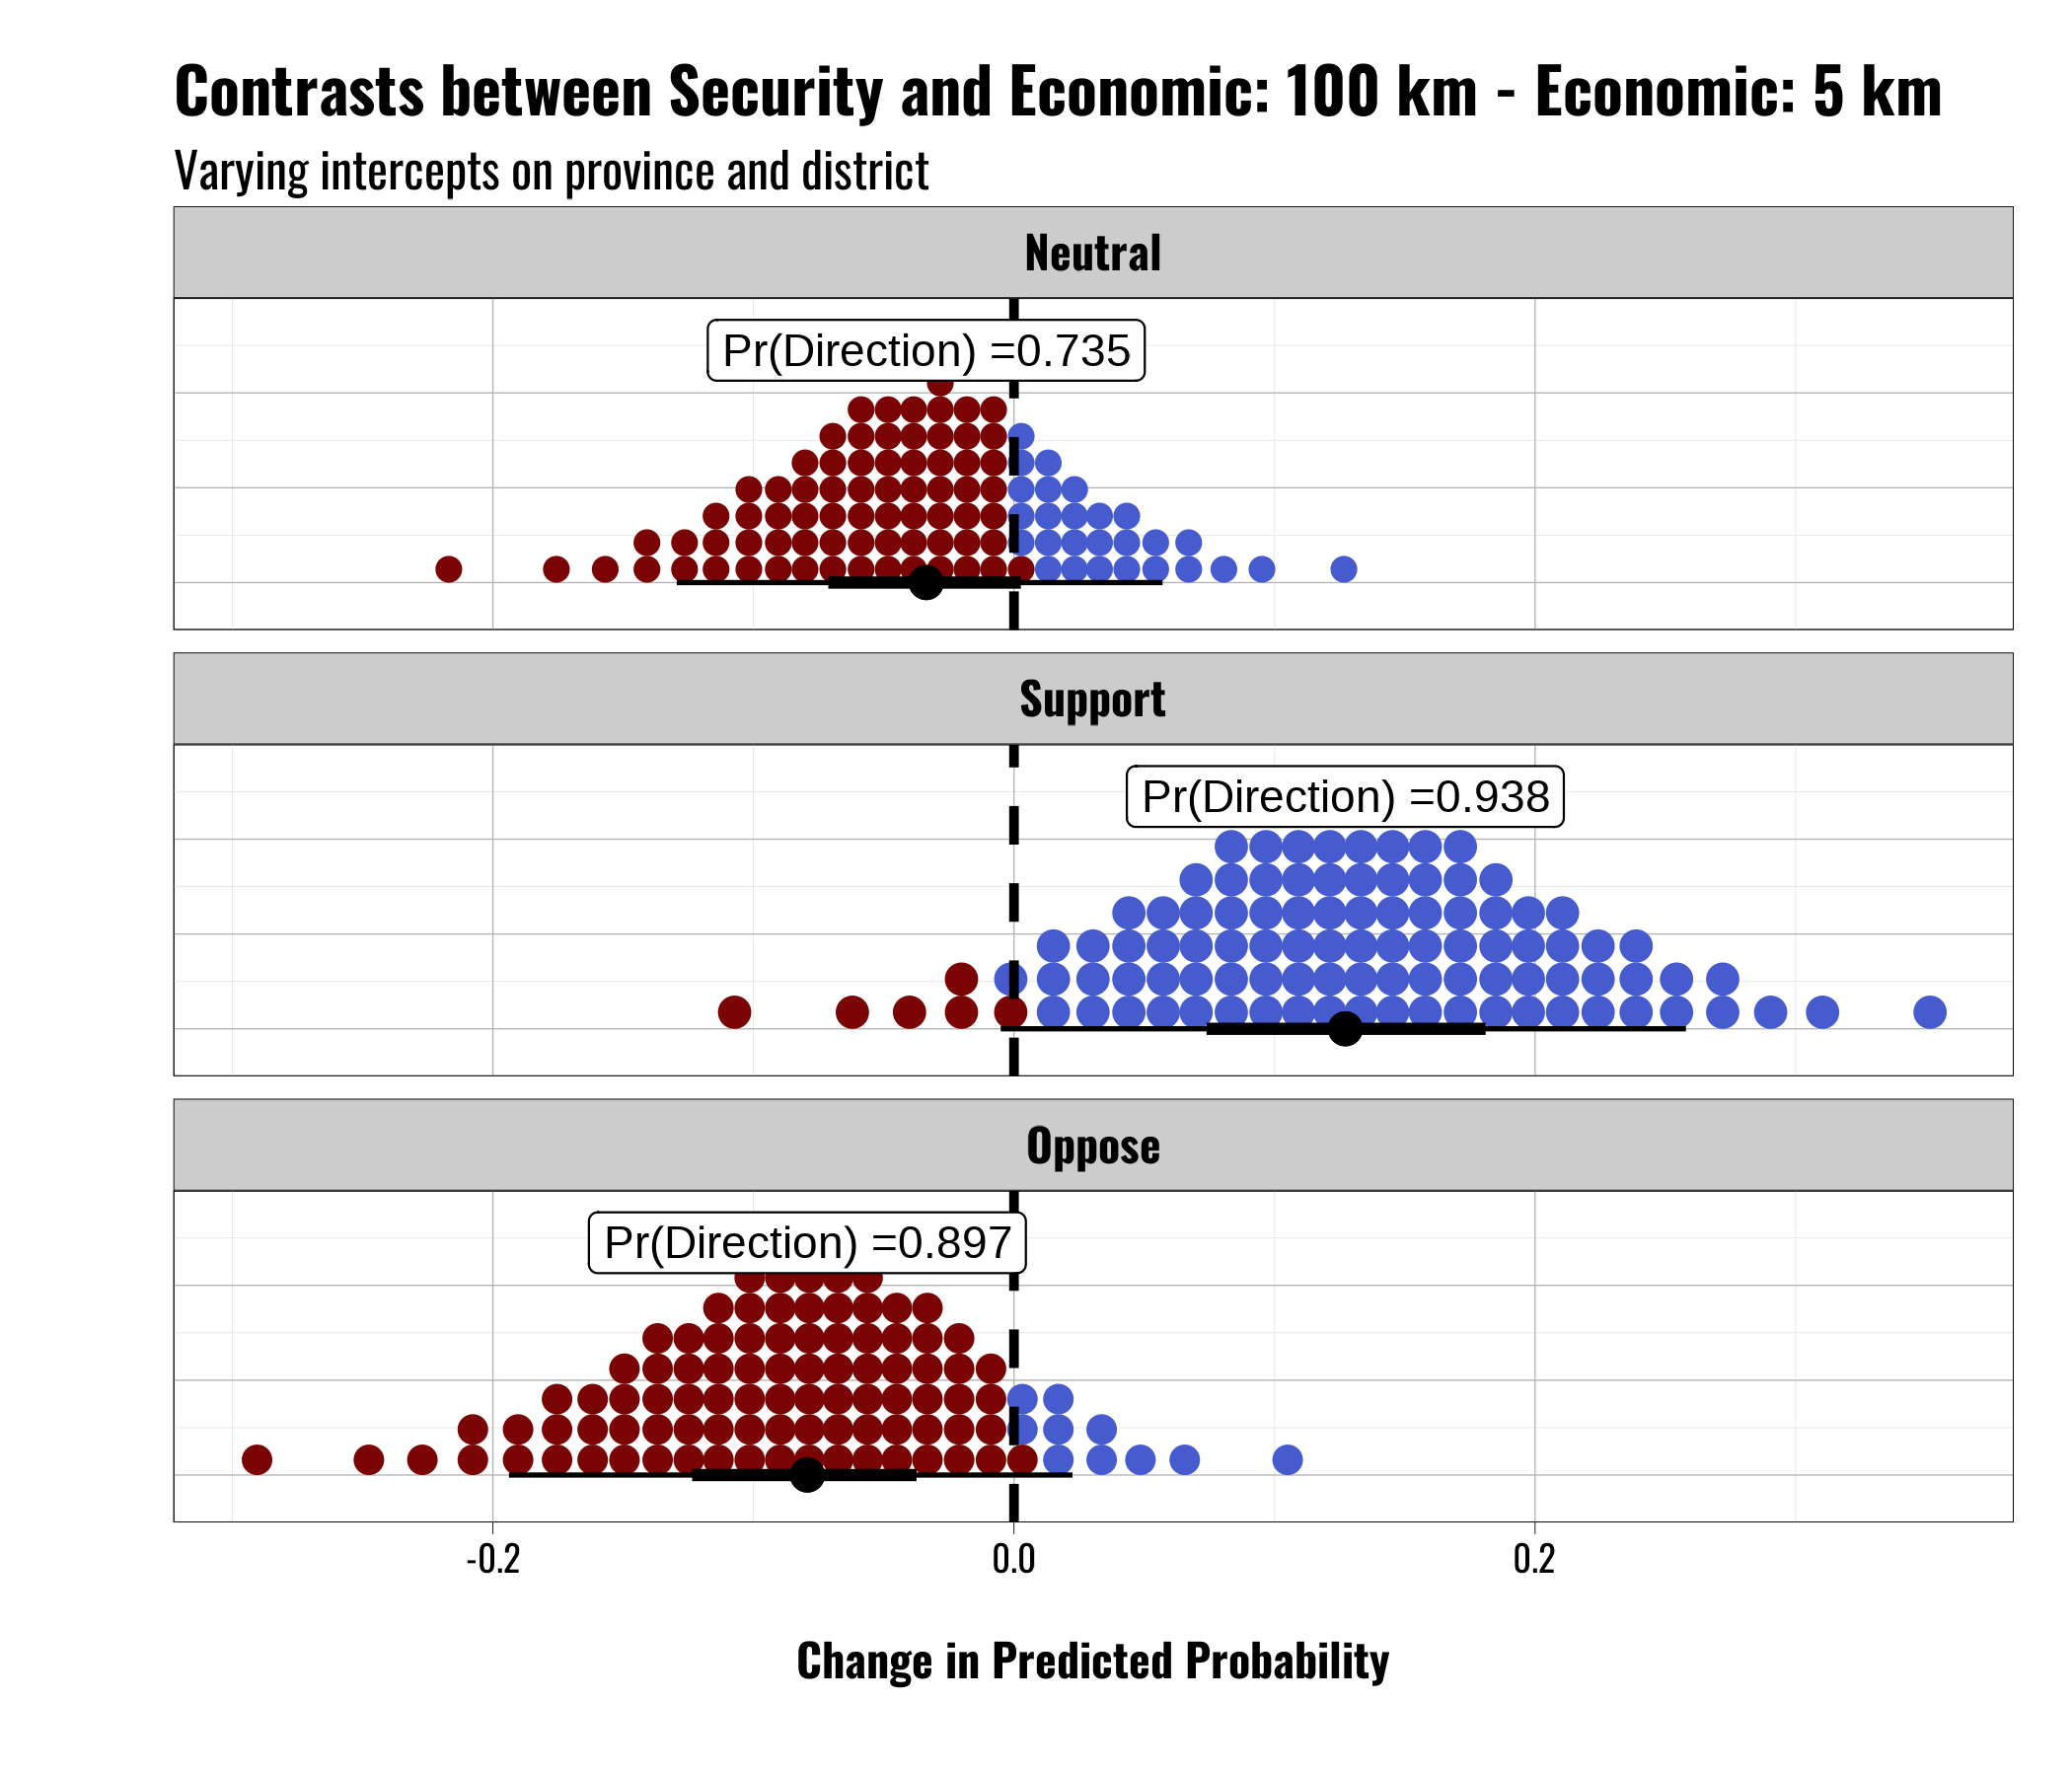 Contrasts between Security and Economic: 100 km - Economic: 5 km
Varying intercepts on province and district
Neutral
Pr(Direction) =0.735
Support
Pr(Direction) =0.938
Oppose
Pr(Direction) =0.897
-0.2 0.0 0.2
Change in Predicted Probability